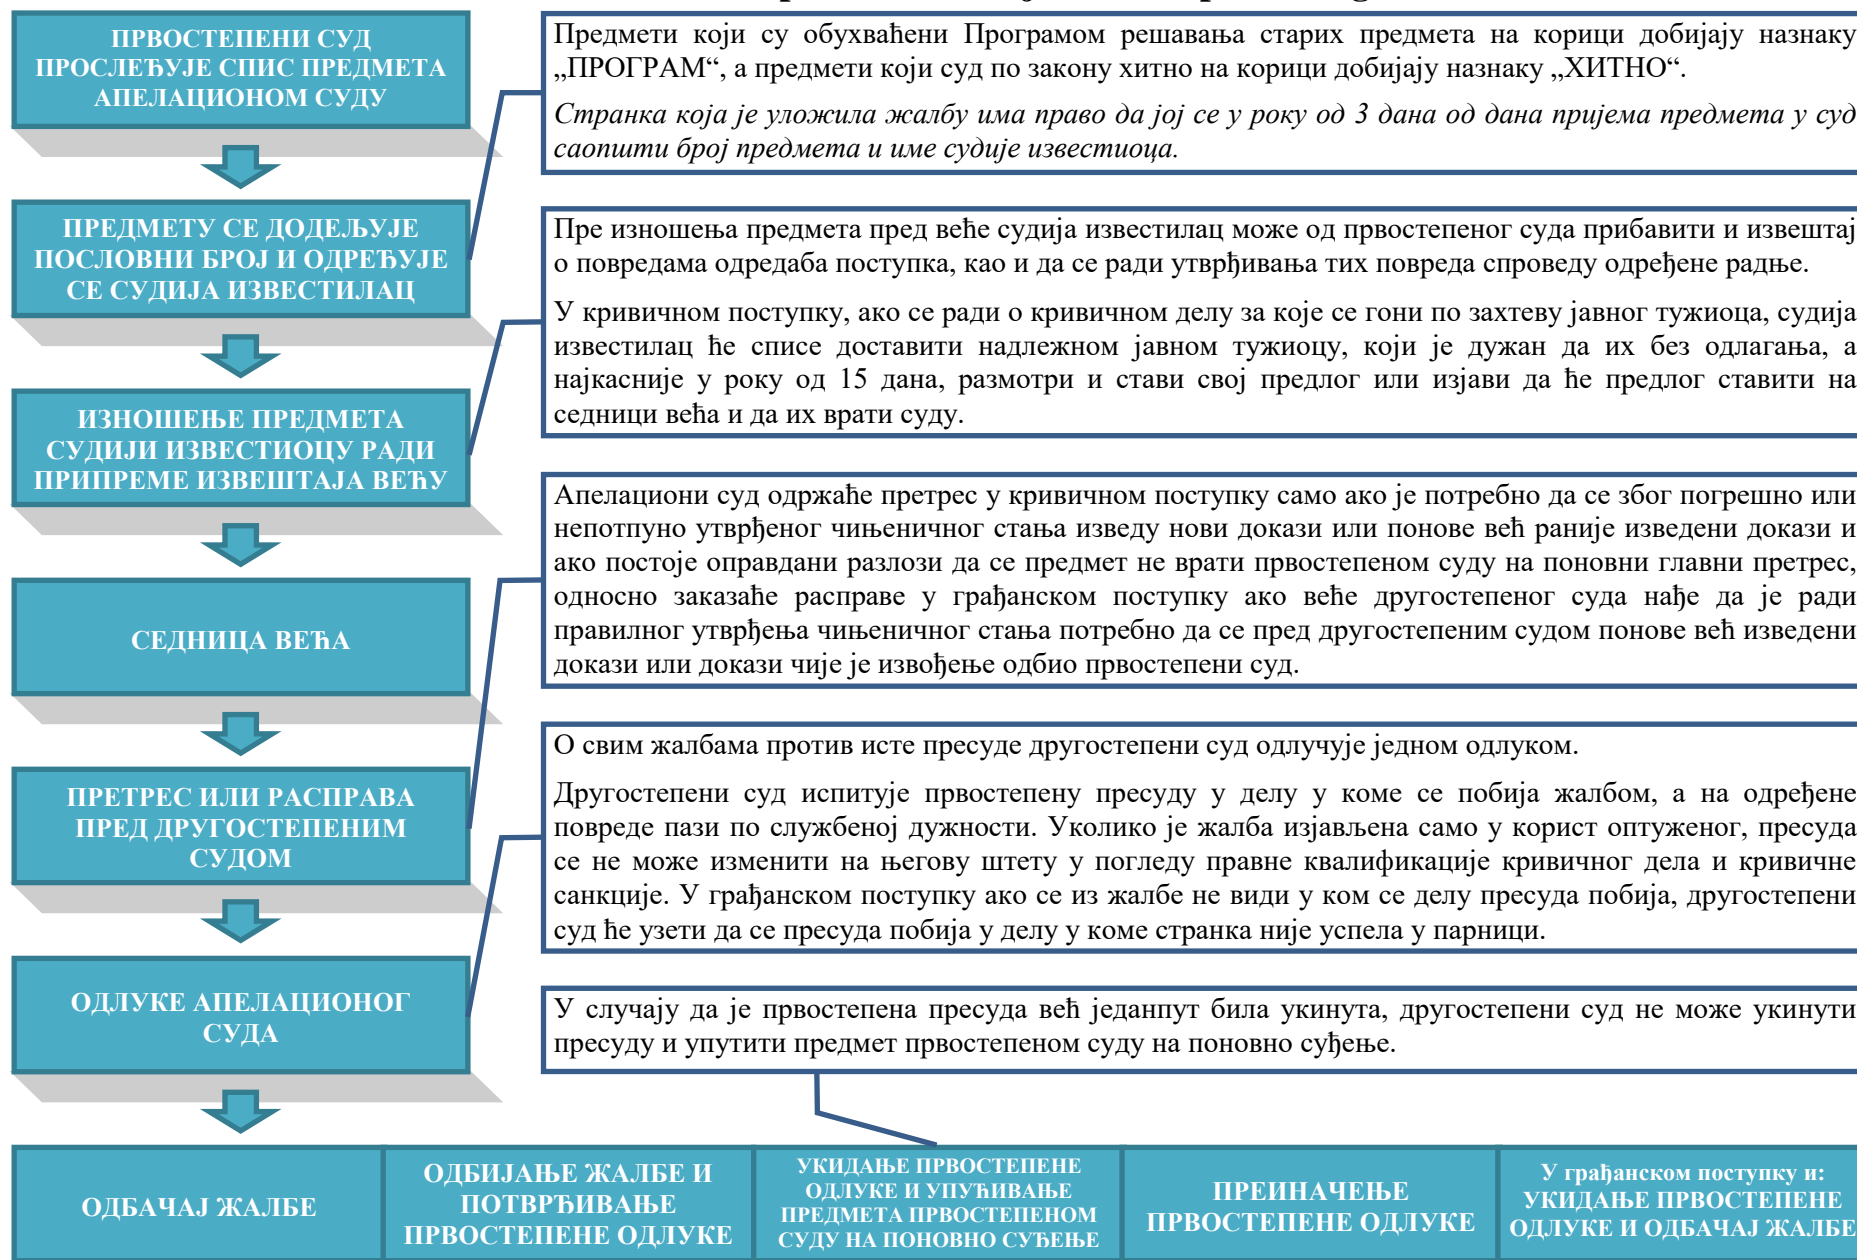 ПРВОСТЕПЕНИ СУД
ПРОСЛЕЂУЈЕ СПИС ПРЕДМЕТА
АПЕЛАЦИОНОМ СУДУ
Предмети који су обухваћени Програмом решавања старих предмета на корици добијају назнаку
„ПРОГРАМ“, а предмети који суд по закону хитно на корици добијају назнаку „ХИТНО“.
Странка која је уложила жалбу има право да јој се у року од 3 дана од дана пријема предмета у суд
саопшти број предмета и име судије известиоца.
ПРЕДМЕТУ СЕ ДОДЕЉУЈЕ
ПОСЛОВНИ БРОЈ И ОДРЕЂУЈЕ
СЕ СУДИЈА ИЗВЕСТИЛАЦ
Пре изношења предмета пред веће судија известилац може од првостепеног суда прибавити и извештај
о повредама одредаба поступка, као и да се ради утврђивања тих повреда спроведу одређене радње.
У кривичном поступку, ако се ради о кривичном делу за које се гони по захтеву јавног тужиоца, судија
известилац ће списе доставити надлежном јавном тужиоцу, који је дужан да их без одлагања, а
најкасније у року од 15 дана, размотри и стави свој предлог или изјави да ће предлог ставити на
седници већа и да их врати суду.
ИЗНОШЕЊЕ ПРЕДМЕТА
СУДИЈИ ИЗВЕСТИОЦУ РАДИ
ПРИПРЕМЕ ИЗВЕШТАЈА ВЕЋУ
Апелациони суд одржаће претрес у кривичном поступку само ако је потребно да се због погрешно или
непотпуно утврђеног чињеничног стања изведу нови докази или понове већ раније изведени докази и
ако постоје оправдани разлози да се предмет не врати првостепеном суду на поновни главни претрес,
односно заказаће расправе у грађанском поступку ако веће другостепеног суда нађе да је ради
правилног утврђења чињеничног стања потребно да се пред другостепеним судом понове већ изведени
докази или докази чије је извођење одбио првостепени суд.
СЕДНИЦА ВЕЋА
О свим жалбама против исте пресуде другостепени суд одлучује једном одлуком.
Другостепени суд испитује првостепену пресуду у делу у коме се побија жалбом, а на одређене
повреде пази по службеној дужности. Уколико је жалба изјављена само у корист оптуженог, пресуда
се не може изменити на његову штету у погледу правне квалификације кривичног дела и кривичне
санкције. У грађанском поступку ако се из жалбе не види у ком се делу пресуда побија, другостепени
суд ће узети да се пресуда побија у делу у коме странка није успела у парници.
ПРЕТРЕС ИЛИ РАСПРАВА
ПРЕД ДРУГОСТЕПЕНИМ
СУДОМ
ОДЛУКЕ АПЕЛАЦИОНОГ
СУДА
У случају да је првостепена пресуда већ једанпут била укинута, другостепени суд не може укинути
пресуду и упутити предмет првостепеном суду на поновно суђење.
ОДБАЧАЈ ЖАЛБЕ
ОДБИЈАЊЕ ЖАЛБЕ И
ПОТВРЂИВАЊЕ
ПРВОСТЕПЕНЕ ОДЛУКЕ
УКИДАЊЕ ПРВОСТЕПЕНЕ
ОДЛУКЕ И УПУЋИВАЊЕ
ПРЕДМЕТА ПРВОСТЕПЕНОМ
СУДУ НА ПОНОВНО СУЂЕЊЕ
ПРЕИНАЧЕЊЕ
ПРВОСТЕПЕНЕ ОДЛУКЕ
У грађанском поступку и:
УКИДАЊЕ ПРВОСТЕПЕНЕ
ОДЛУКЕ И ОДБАЧАЈ ЖАЛБЕ